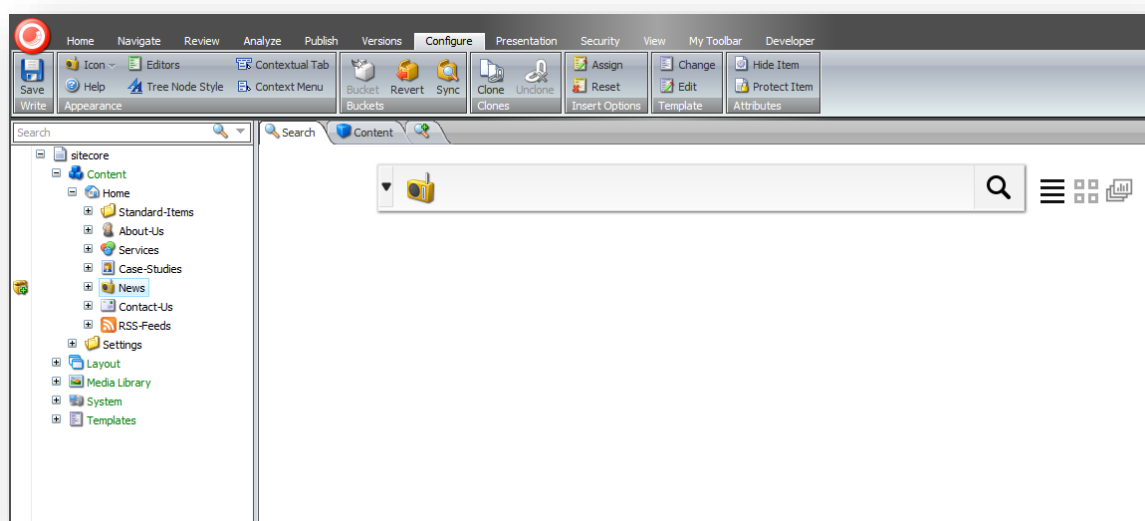 Home Navigate Review Analyze Publish Versions Configure Presentation Security View My Toolbar Developer
Icon Editors Contextual Tab Assign Change Hide Item
Save Help Tree Node Style Context Menu Bucket Revert Sync Clone Undone Reset Edit Protect Item
Write Appearance Buckets Clones Insert Options Template Attributes
Search Search Content
sitecore
Content
Home
Standard-Items
About-Us
Services
Case-Studies
News
Contact-Us
RSS-Feeds
Settings
Layout
Media Library
System
Templates